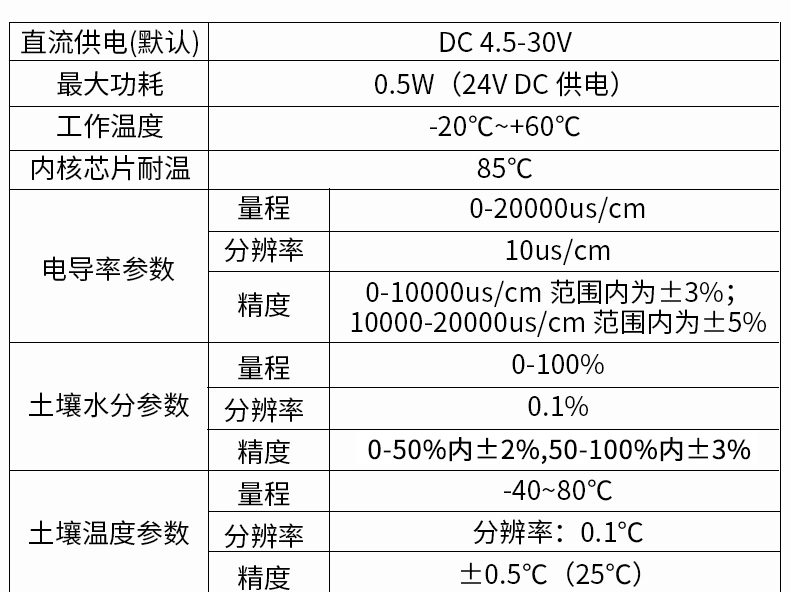 直流供电(默认) DC 4.5-30V
最大功耗 0.5W（24V DC 供电）
工作温度 -20℃~+60℃
内核芯片耐温 85℃
电导率参数
量程 0-20000us/cm
分辨率 10us/cm
精度 0-10000us/cm 范围内为±3%；
10000-20000us/cm 范围内为±5%
土壤水分参数
量程 0-100%
分辨率 0.1%
精度 0-50%内±2%,50-100%内±3%
土壤温度参数
量程 -40~80℃
分辨率 分辨率：0.1℃
精度 ±0.5℃（25℃）